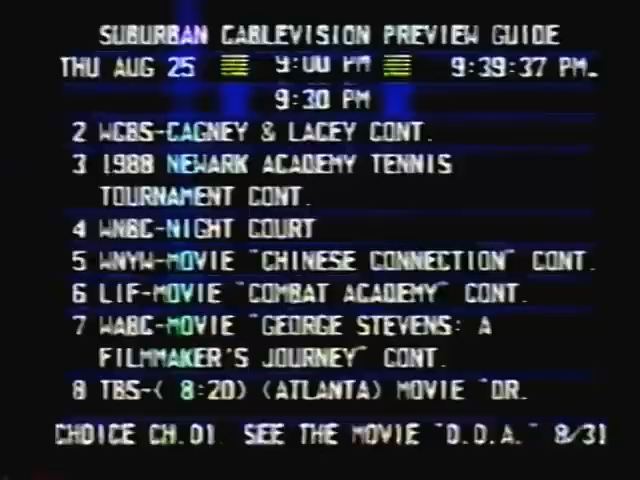 SUBURBAN CABLEVISION PREVIEW GUIDE
THU AUG 25 9:00 PM 9:39:37 PM
9:30 PM
2 WCBS-CAGNEY & LACEY CONT.
3 1988 NEWARK ACADEMY TENNIS
TOURNAMENT CONT.
4 WNBC-NIGHT COURT
5 WNYW-MOVIE "CHINESE CONNECTION" CONT.
6 LIF-MOVIE "COMBAT ACADEMY" CONT.
7 WABC-MOVIE "GEORGE STEVENS: A
FILMMAKER'S JOURNEY" CONT.
8 TBS-( 8:20) (ATLANTA) MOVIE "DR.
CHOICE CH.01 SEE THE MOVIE "D.O.A." 8/31